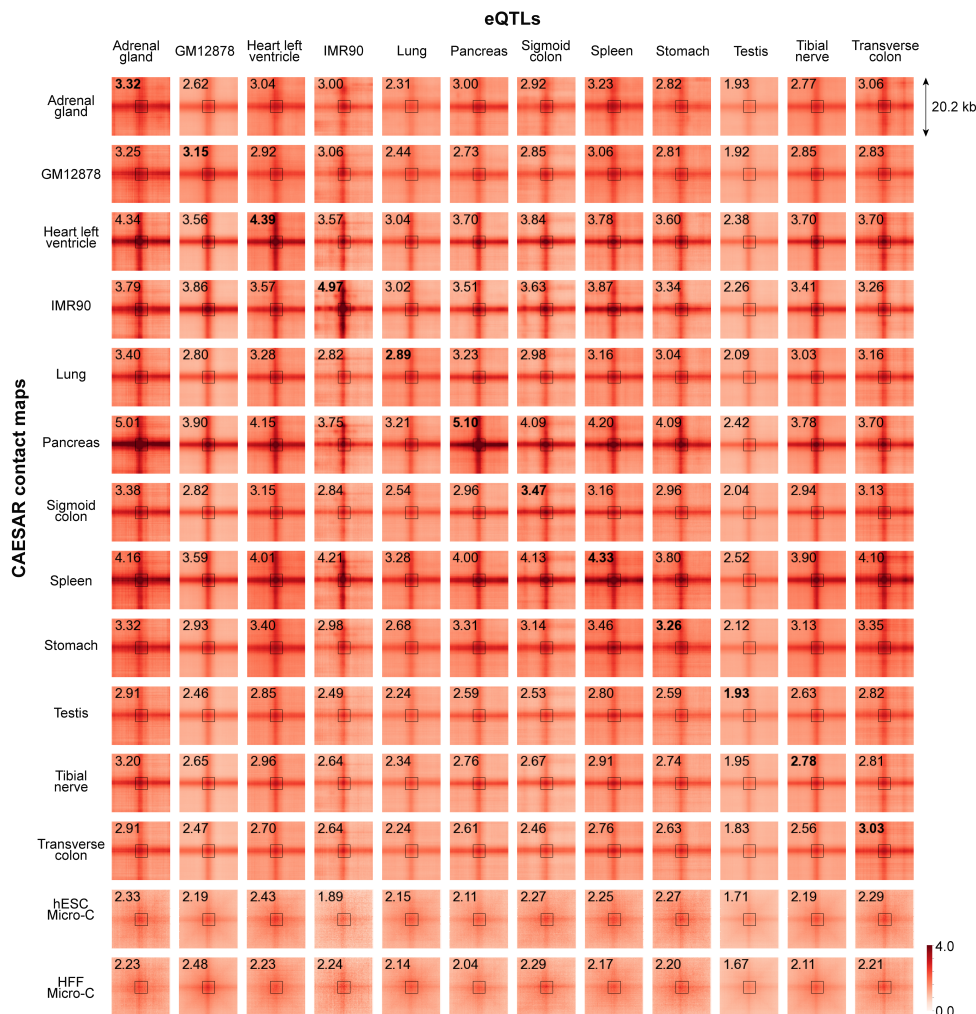 eQTLs
Adrenal gland GM12878 Heart left ventricle IMR90 Lung Pancreas Sigmoid colon Spleen Stomach Testis Tibial nerve Transverse colon
CAESAR contact maps
Adrenal gland 3.32 2.62 3.04 3.00 2.31 3.00 2.92 3.23 2.82 1.93 2.77 3.06 20.2 kb
GM12878 3.25 3.15 2.92 3.06 2.44 2.73 2.85 3.06 2.81 1.92 2.85 2.83
Heart left ventricle 4.34 3.56 4.39 3.57 3.04 3.70 3.84 3.78 3.60 2.38 3.70 3.70
IMR90 3.79 3.86 3.57 4.97 3.02 3.51 3.63 3.87 3.34 2.26 3.41 3.26
Lung 3.40 2.80 3.28 2.82 2.89 3.23 2.98 3.16 3.04 2.09 3.03 3.16
Pancreas 5.01 3.90 4.15 3.75 3.21 5.10 4.09 4.20 4.09 2.42 3.78 3.70
Sigmoid colon 3.38 2.82 3.15 2.84 2.54 2.96 3.47 3.16 2.96 2.04 2.94 3.13
Spleen 4.16 3.59 4.01 4.21 3.28 4.00 4.13 4.33 3.80 2.52 3.90 4.10
Stomach 3.32 2.93 3.40 2.98 2.68 3.31 3.14 3.46 3.26 2.12 3.13 3.35
Testis 2.91 2.46 2.85 2.49 2.24 2.59 2.53 2.80 2.59 1.93 2.63 2.82
Tibial nerve 3.20 2.65 2.96 2.64 2.34 2.76 2.67 2.91 2.74 1.95 2.78 2.81
Transverse colon 2.91 2.47 2.70 2.64 2.24 2.61 2.46 2.76 2.63 1.83 2.56 3.03
hESC Micro-C 2.33 2.19 2.43 1.89 2.15 2.11 2.27 2.25 2.27 1.71 2.19 2.29
HFF Micro-C 2.23 2.48 2.23 2.24 2.14 2.04 2.29 2.17 2.20 1.67 2.11 2.21
4.0
0.0